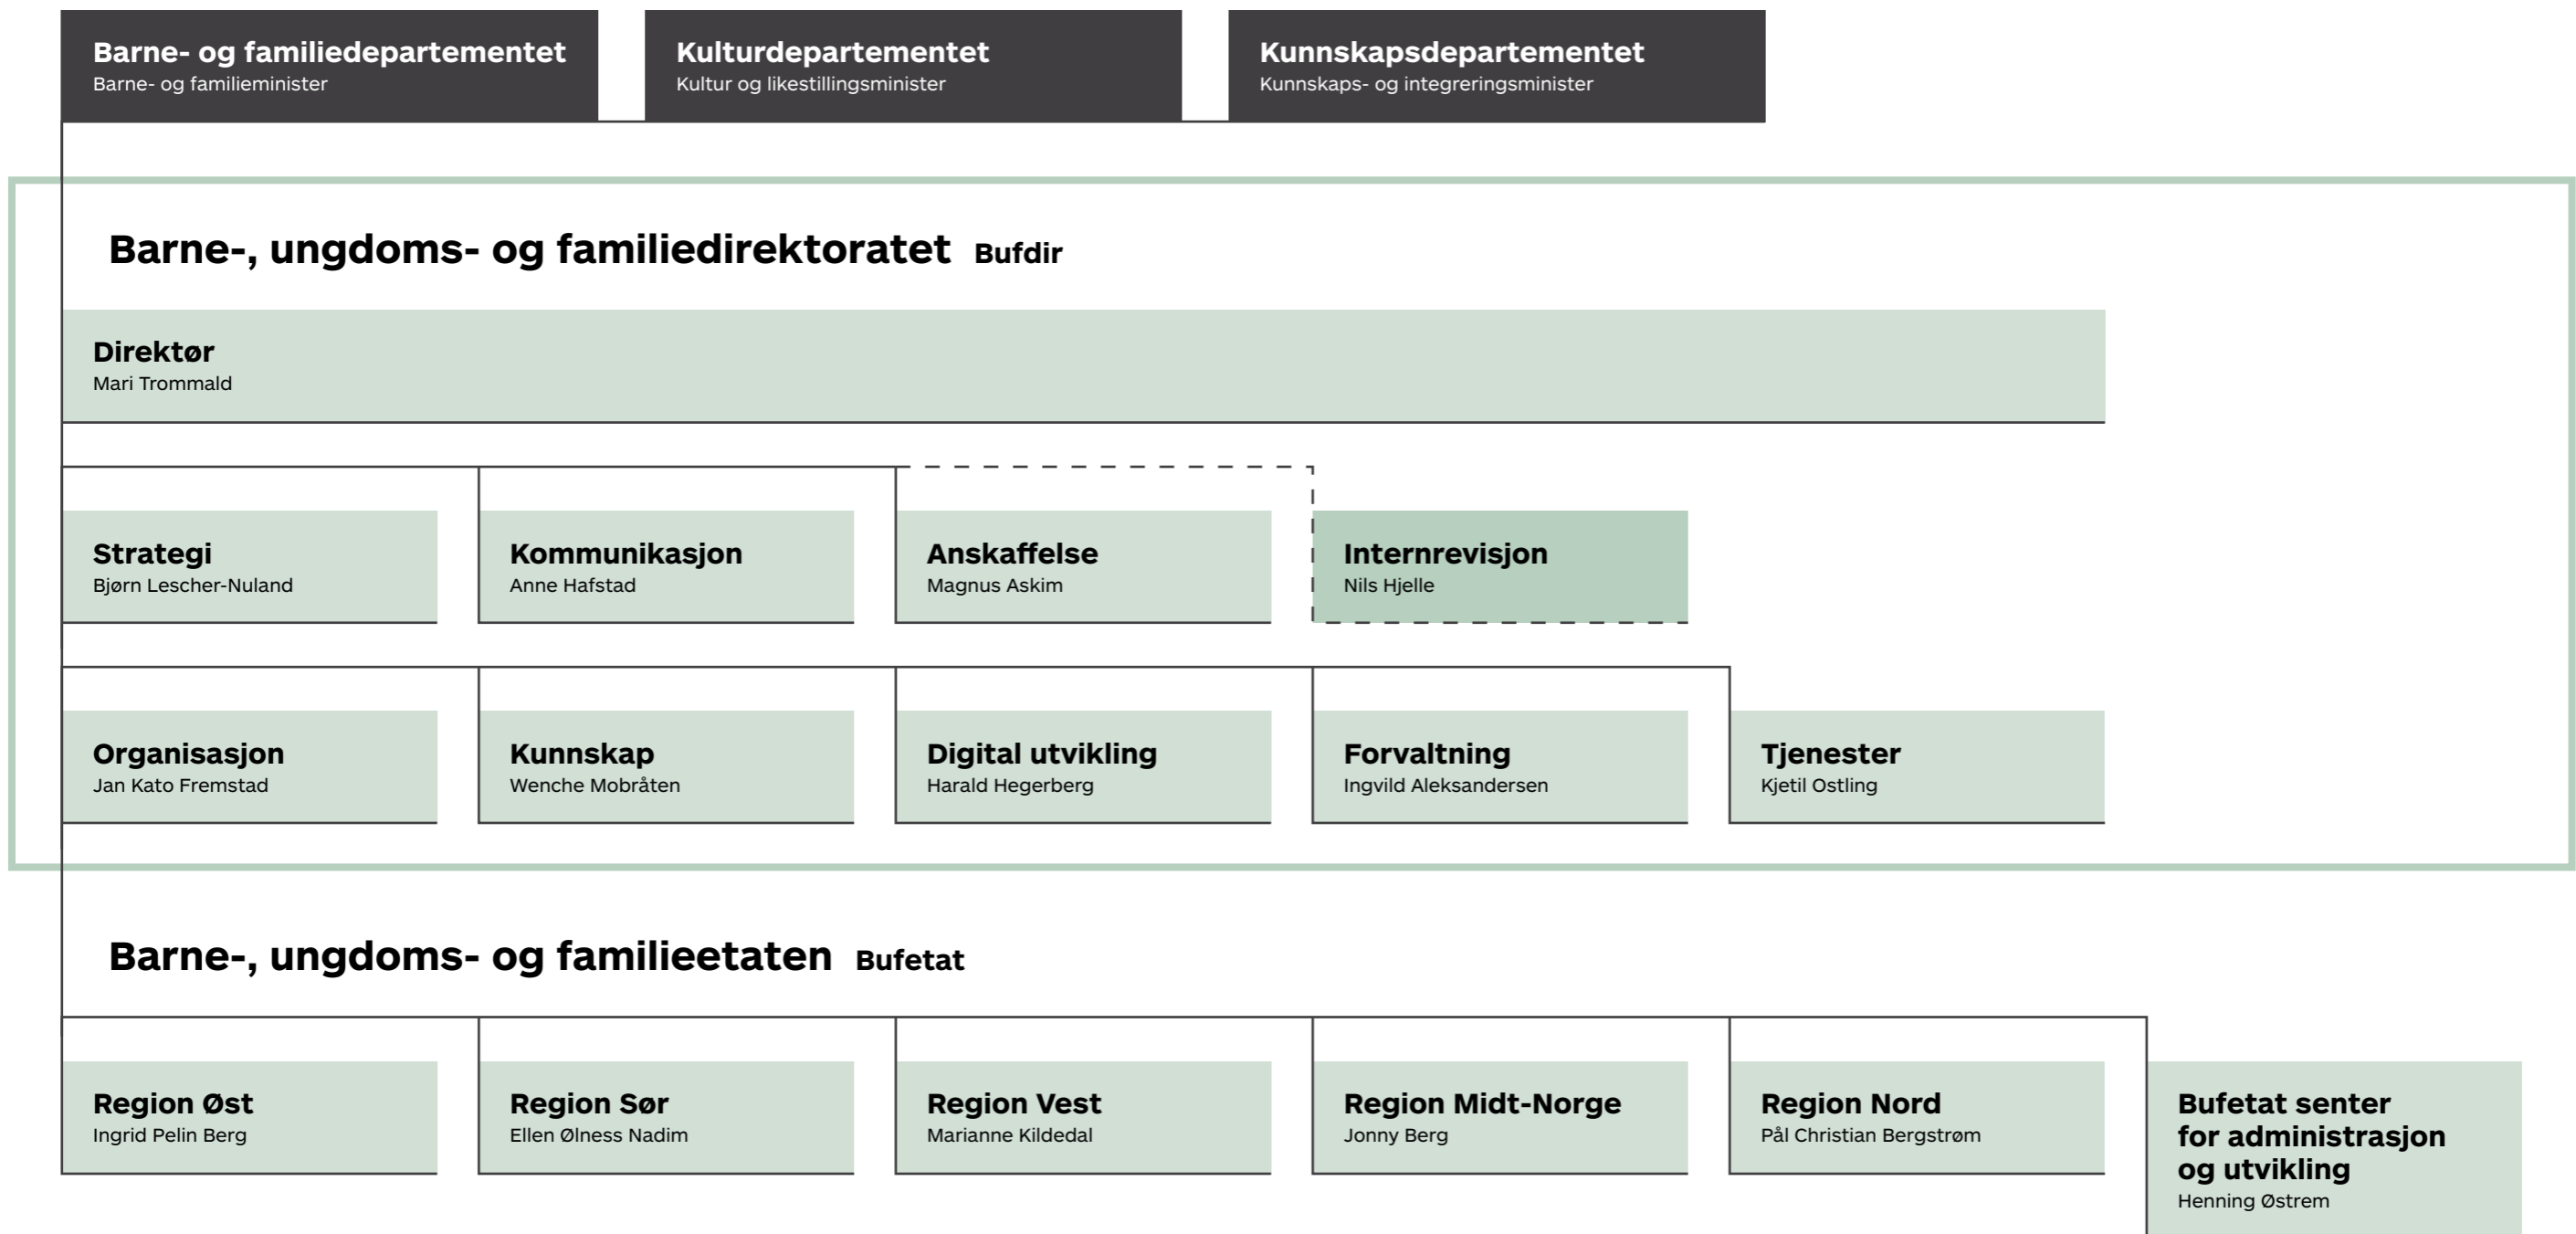 Barne- og familiedepartementet
Barne- og familieminister
Kulturdepartementet
Kultur og likestillingsminister
Kunnskapsdepartementet
Kunnskaps- og integreringsminister
Barne-, ungdoms- og familiedirektoratet Bufdir
Direktør
Mari Trommald
Strategi
Bjørn Lescher-Nuland
Kommunikasjon
Anne Hafstad
Anskaffelse
Magnus Askim
Internrevisjon
Nils Hjelle
Organisasjon
Jan Kato Fremstad
Kunnskap
Wenche Mobråten
Digital utvikling
Harald Hegerberg
Forvaltning
Ingvild Aleksandersen
Tjenester
Kjetil Ostling
Barne-, ungdoms- og familieetaten Bufetat
Region Øst
Ingrid Pelin Berg
Region Sør
Ellen Ølness Nadim
Region Vest
Marianne Kildedal
Region Midt-Norge
Jonny Berg
Region Nord
Pål Christian Bergstrøm
Bufetat senter
for administrasjon
og utvikling
Henning Østrem